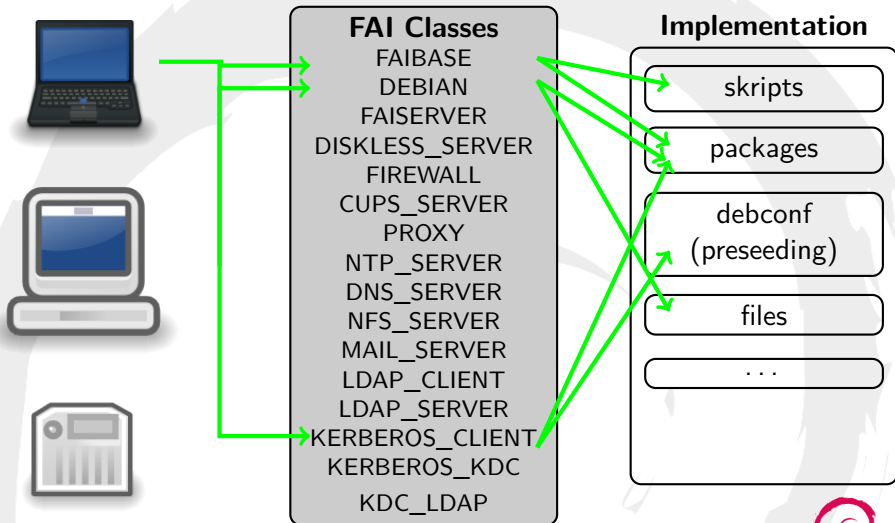 FAI Classes
FAIBASE
DEBIAN
FAISERVER
DISKLESS_SERVER
FIREWALL
CUPS_SERVER
PROXY
NTP_SERVER
DNS_SERVER
NFS_SERVER
MAIL_SERVER
LDAP_CLIENT
LDAP_SERVER
KERBEROS_CLIENT
KERBEROS_KDC
KDC_LDAP
Implementation
skripts
packages
debconf
(preseeding)
files
. . .